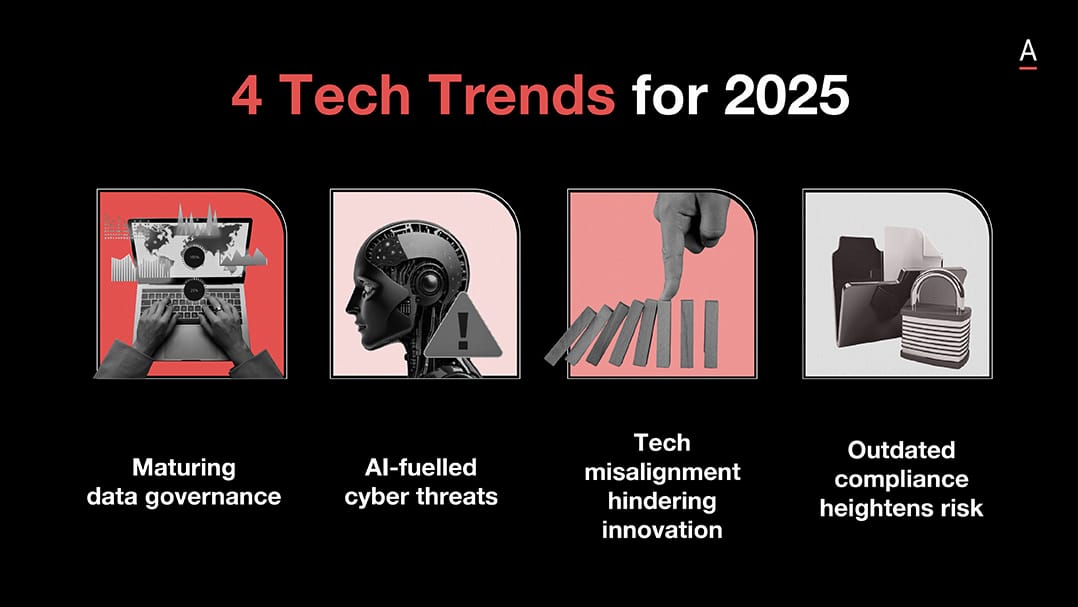 A
4 Tech Trends for 2025
Maturing
data governance
AI-fuelled
cyber threats
Tech
misalignment
hindering
innovation
Outdated
compliance
heightens risk